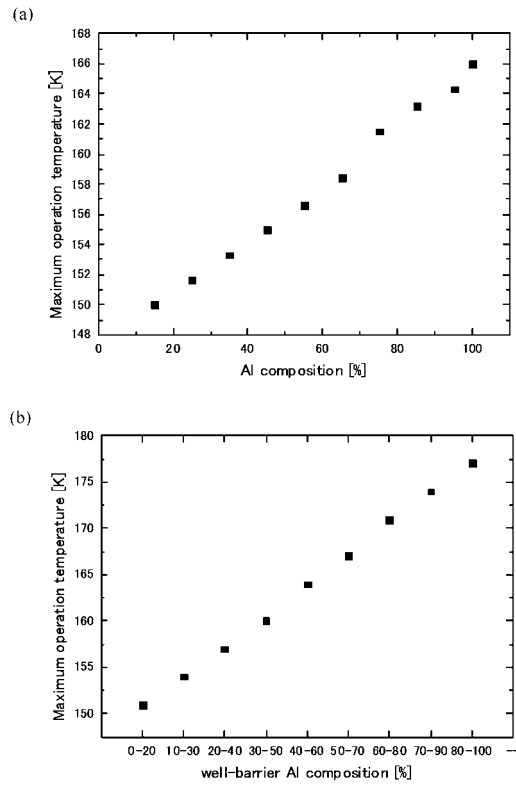 (a)
168
166
164
162
160
158
156
154
152
150
148
Maximum operation temperature [K]
0 20 40 60 80 100
Al composition [%]
(b)
180
175
170
165
160
155
150
Maximum operation temperature [K]
0-20 10-30 20-40 30-50 40-60 50-70 60-80 70-90 80-100 --
well-barrier Al composition [%]